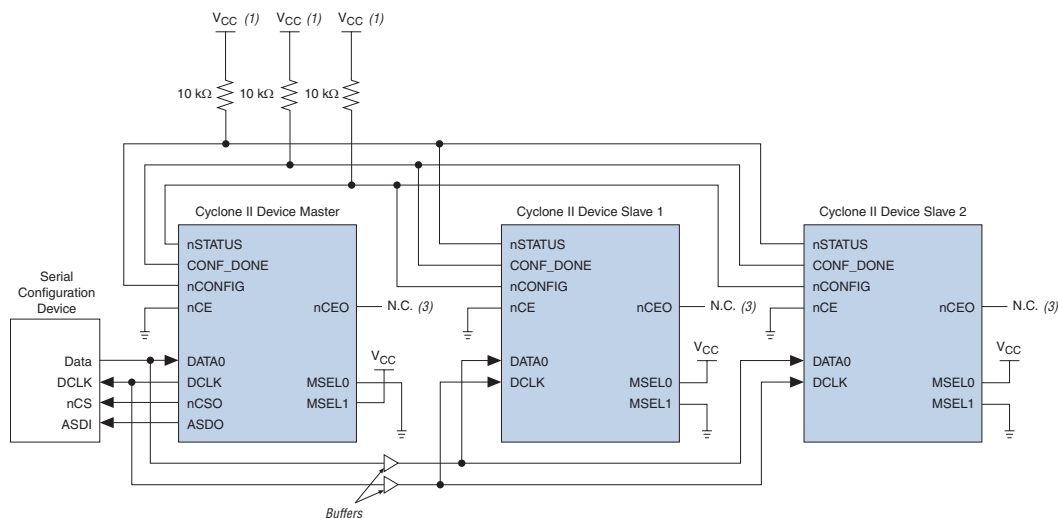 VCC (1) VCC (1) VCC (1)
10 kΩ 10 kΩ 10 kΩ
Cyclone II Device Master
nSTATUS
CONF_DONE
nCONFIG
nCE
nCEO
N.C. (3)
DATA0
DCLK
nCSO
ASDO
MSEL0
MSEL1
VCC
Cyclone II Device Slave 1
nSTATUS
CONF_DONE
nCONFIG
nCE
nCEO
N.C. (3)
DATA0
DCLK
MSEL0
MSEL1
VCC
Cyclone II Device Slave 2
nSTATUS
CONF_DONE
nCONFIG
nCE
nCEO
N.C. (3)
DATA0
DCLK
MSEL0
MSEL1
VCC
Serial
Configuration
Device
Data
DCLK
nCS
ASDI
Buffers